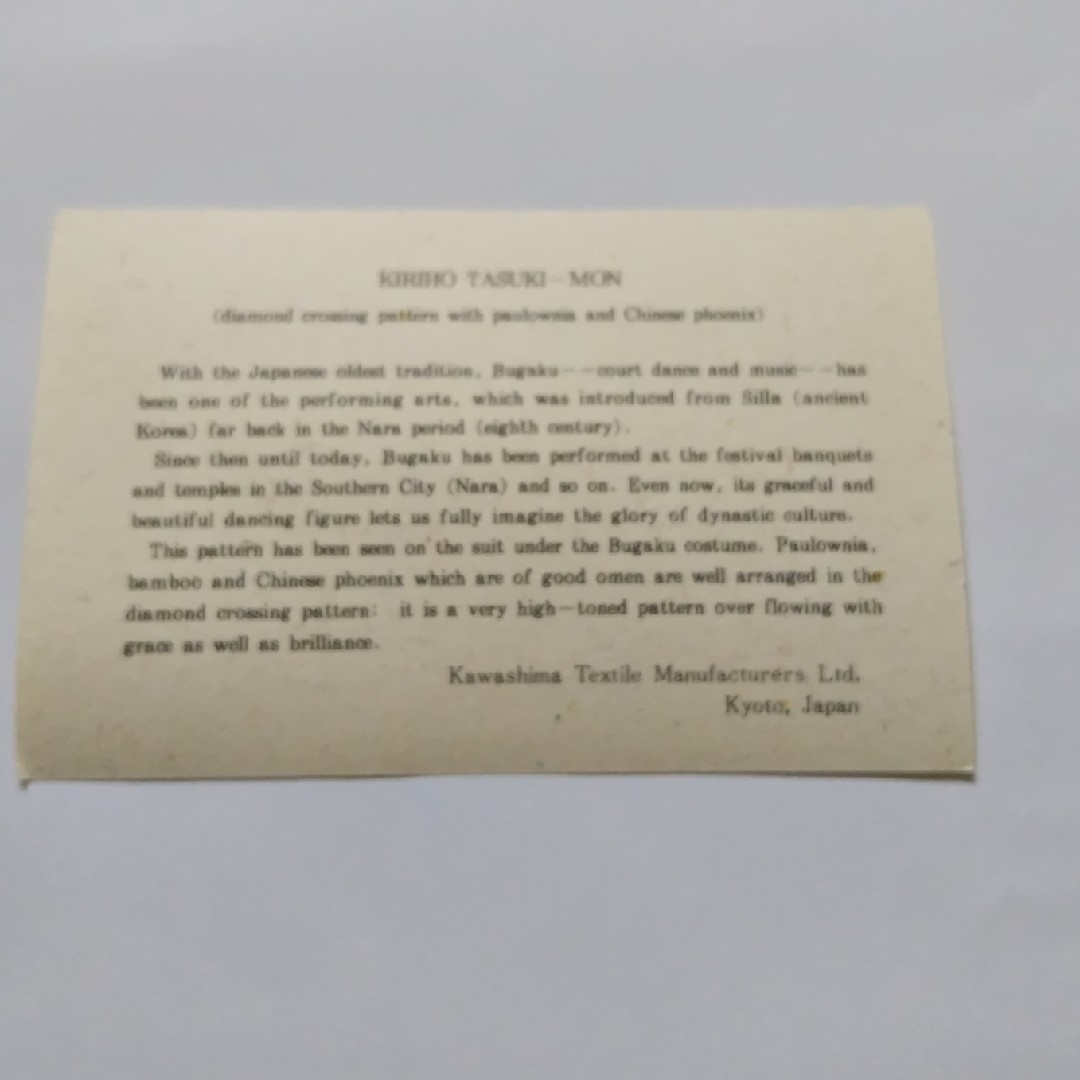 KIRIHO TASUKI-MON
(diamond crossing pattern with paulownia and Chinese phoenix)
With the Japanese oldest tradition, Bugaku--court dance and music--has
been one of the performing arts, which was introduced from Silla (ancient
Korea) far back in the Nara period (eighth century).
Since then until today, Bugaku has been performed at the festival banquets
and temples in the Southern City (Nara) and so on. Even now, its graceful and
beautiful dancing figure lets us fully imagine the glory of dynastic culture.
This pattern has been seen on the suit under the Bugaku costume. Paulownia,
bamboo and Chinese phoenix which are of good omen are well arranged in the
diamond crossing pattern: it is a very high-toned pattern over flowing with
grace as well as brilliance.
Kawashima Textile Manufacturers Ltd.
Kyoto, Japan